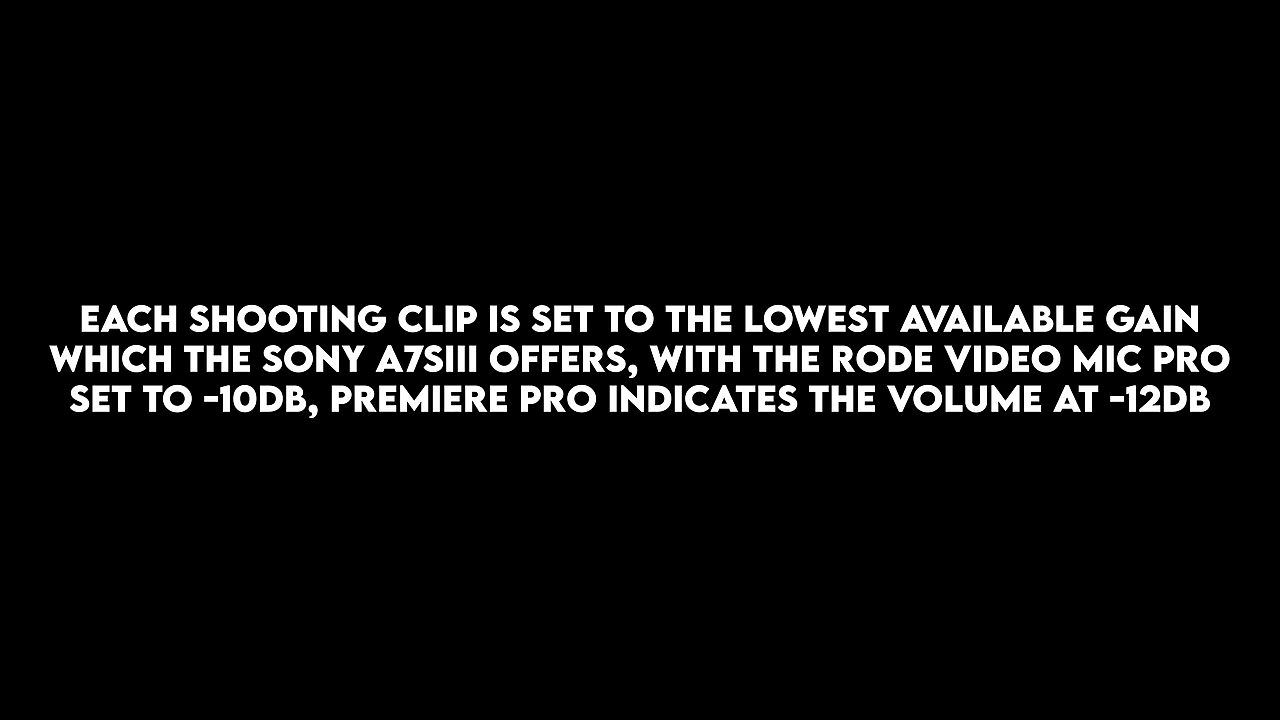 EACH SHOOTING CLIP IS SET TO THE LOWEST AVAILABLE GAIN
WHICH THE SONY A7SIII OFFERS, WITH THE RODE VIDEO MIC PRO
SET TO -10DB, PREMIERE PRO INDICATES THE VOLUME AT -12DB